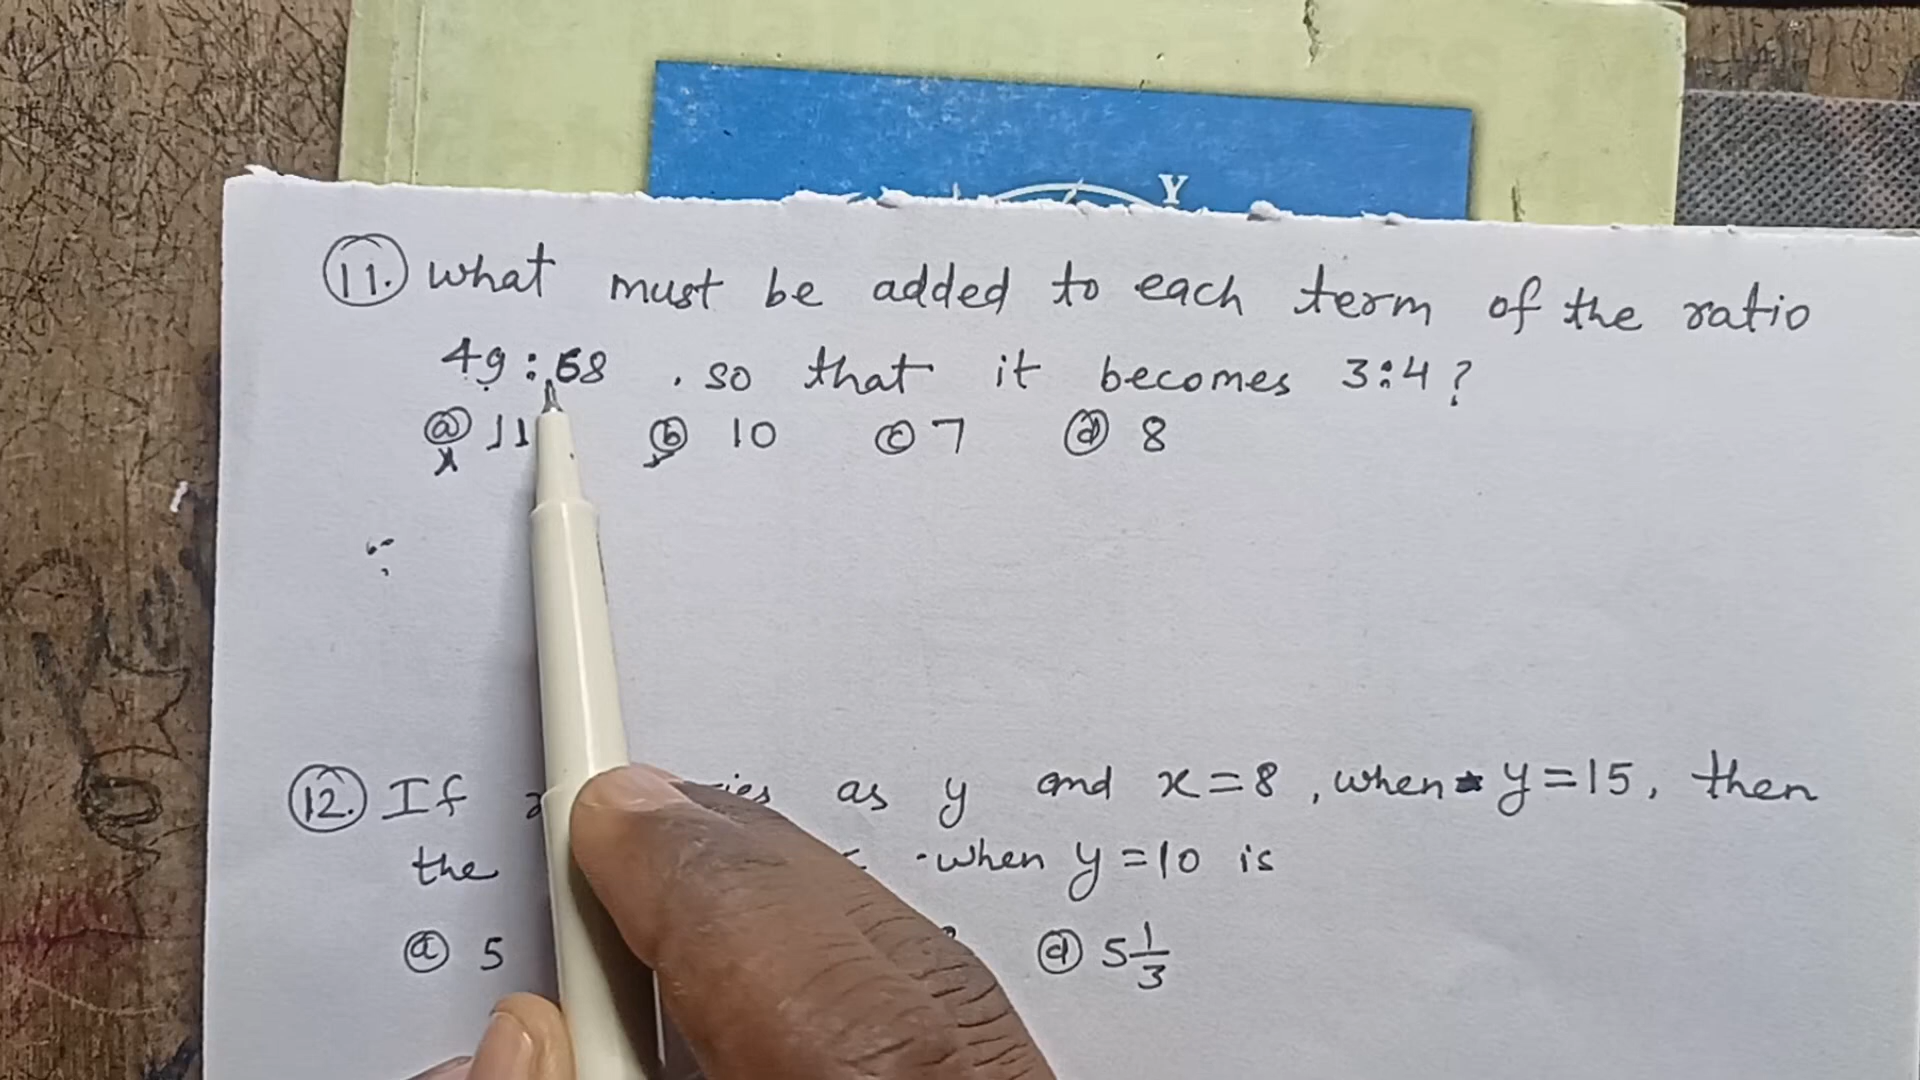 Y
11. what must be added to each term of the ratio
49:68 . so that it becomes 3:4?
a 11 b 10 c 7 d 8
12. If as y and x=8, when y=15, then
the when y=10 is
a 5 d 5 1/3